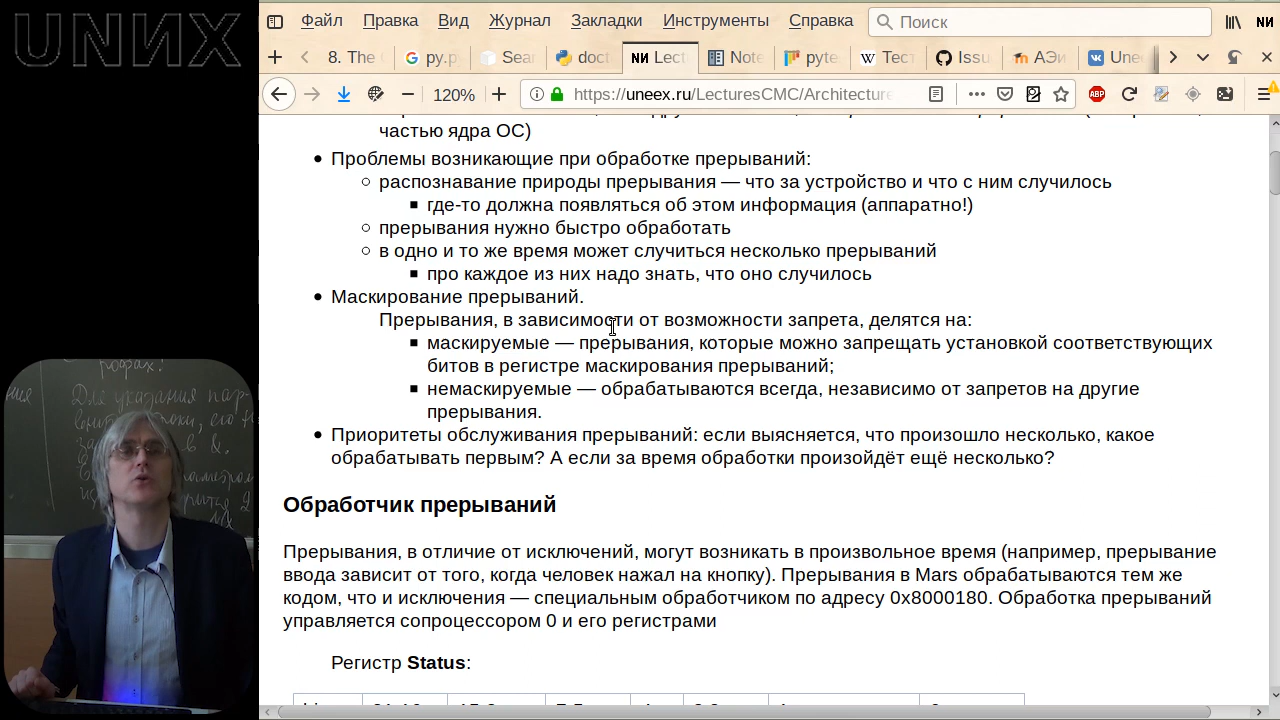 UNИX
Файл Правка Вид Журнал Закладки Инструменты Справка Поиск
8. The py.p Sear doct Lect Note pyte Тест Issu АЭи Unee
120% https://uneex.ru/LecturesCMC/Architecture
частью ядра ОС)
Проблемы возникающие при обработке прерываний:
распознавание природы прерывания — что за устройство и что с ним случилось
где-то должна появляться об этом информация (аппаратно!)
прерывания нужно быстро обработать
в одно и то же время может случиться несколько прерываний
про каждое из них надо знать, что оно случилось
Маскирование прерываний.
Прерывания, в зависимости от возможности запрета, делятся на:
маскируемые — прерывания, которые можно запрещать установкой соответствующих
битов в регистре маскирования прерываний;
немаскируемые — обрабатываются всегда, независимо от запретов на другие
прерывания.
Приоритеты обслуживания прерываний: если выясняется, что произошло несколько, какое
обрабатывать первым? А если за время обработки произойдёт ещё несколько?
Обработчик прерываний
Прерывания, в отличие от исключений, могут возникать в произвольное время (например, прерывание
ввода зависит от того, когда человек нажал на кнопку). Прерывания в Mars обрабатываются тем же
кодом, что и исключения — специальным обработчиком по адресу 0x8000180. Обработка прерываний
управляется сопроцессором 0 и его регистрами
Регистр Status: